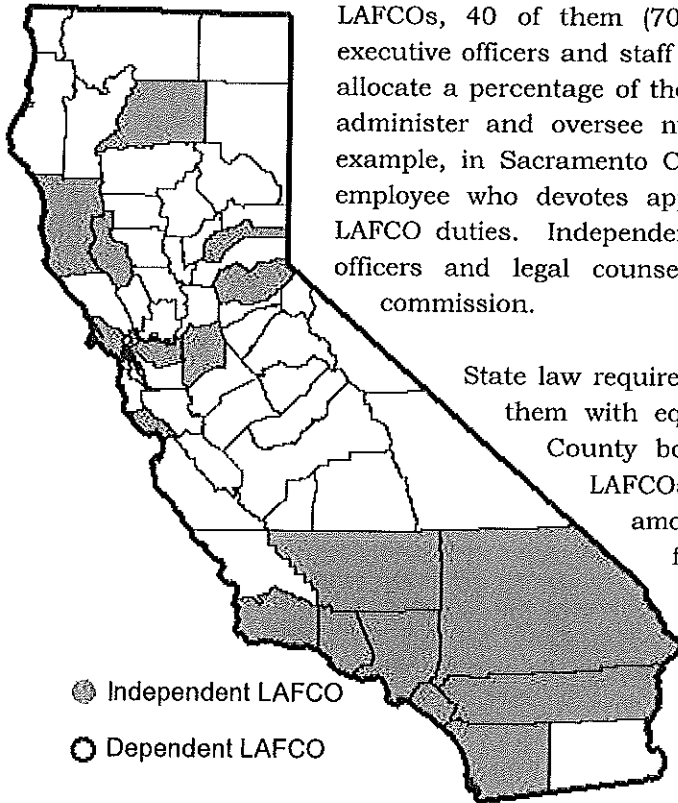 LAFCOs, 40 of them (70
executive officers and staff
allocate a percentage of the
administer and oversee n
example, in Sacramento C
employee who devotes ap
LAFCO duties. Independe
officers and legal counse
commission.
State law require
them with eq
County bo
LAFCOs
amo
f
Independent LAFCO
Dependent LAFCO